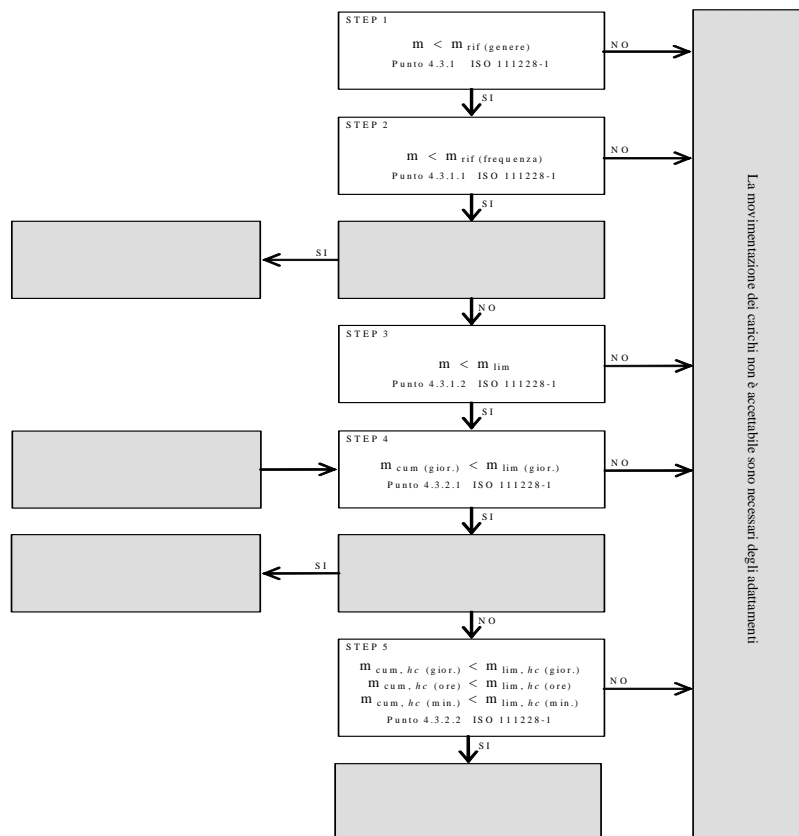 STEP 1
m < m rif (genere)
Punto 4.3.1 ISO 111228-1
NO
SI
STEP 2
m < m rif (frequenza)
Punto 4.3.1.1 ISO 111228-1
NO
SI
SI
NO
STEP 3
m < m lim
Punto 4.3.1.2 ISO 111228-1
NO
SI
STEP 4
m cum (gior.) < m lim (gior.)
Punto 4.3.2.1 ISO 111228-1
NO
SI
SI
NO
STEP 5
m cum, hc (gior.) < m lim, hc (gior.)
m cum, hc (ore) < m lim, hc (ore)
m cum, hc (min.) < m lim, hc (min.)
Punto 4.3.2.2 ISO 111228-1
NO
SI
La movimentazione dei carichi non è accettabile sono necessari degli adattamenti